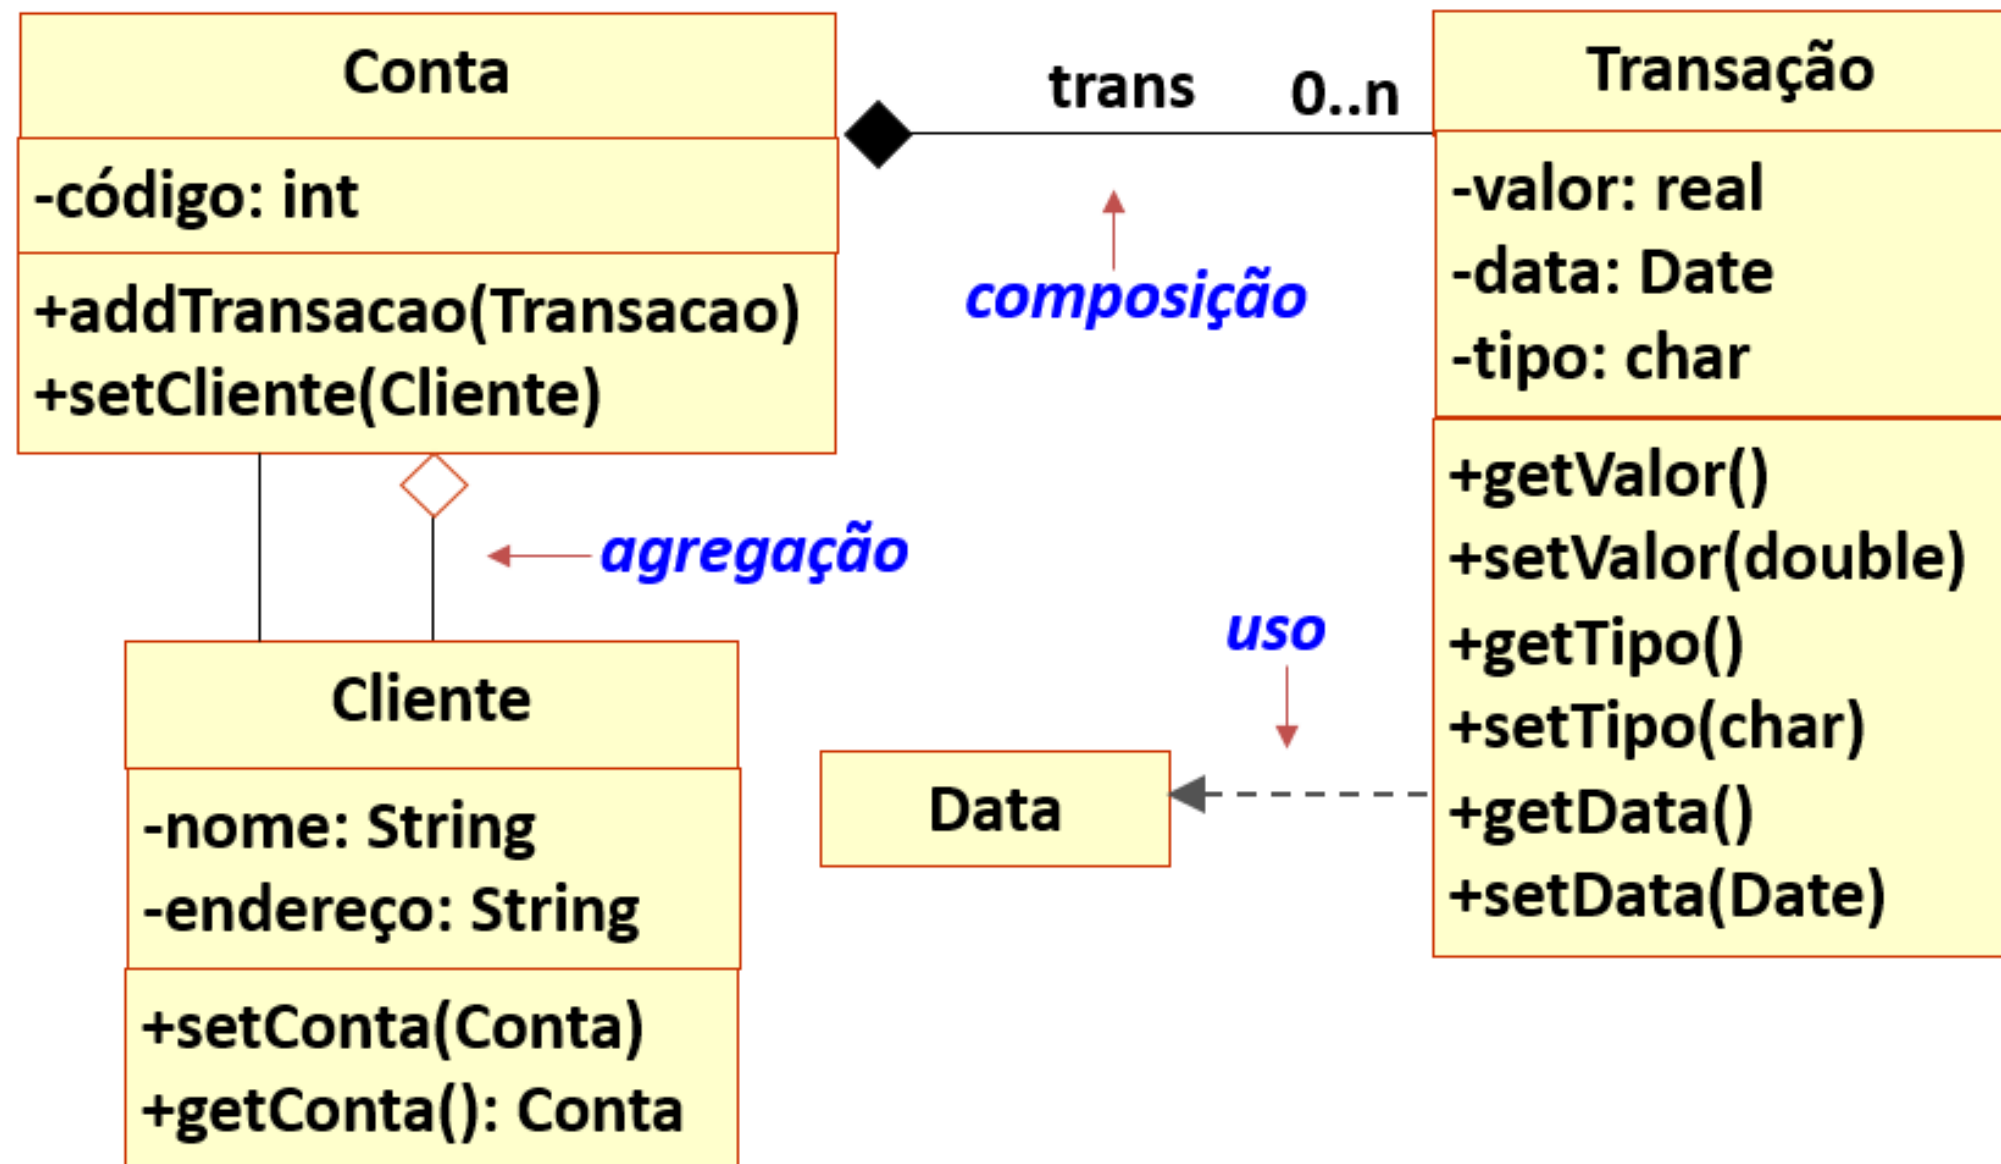 Conta
-código: int
+addTransacao(Transacao)
+setCliente(Cliente)
trans
0..n
composição
Transação
-valor: real
-data: Date
-tipo: char
+getValor()
+setValor(double)
+getTipo()
+setTipo(char)
+getData()
+setData(Date)
agregação
uso
Data
Cliente
-nome: String
-endereço: String
+setConta(Conta)
+getConta(): Conta